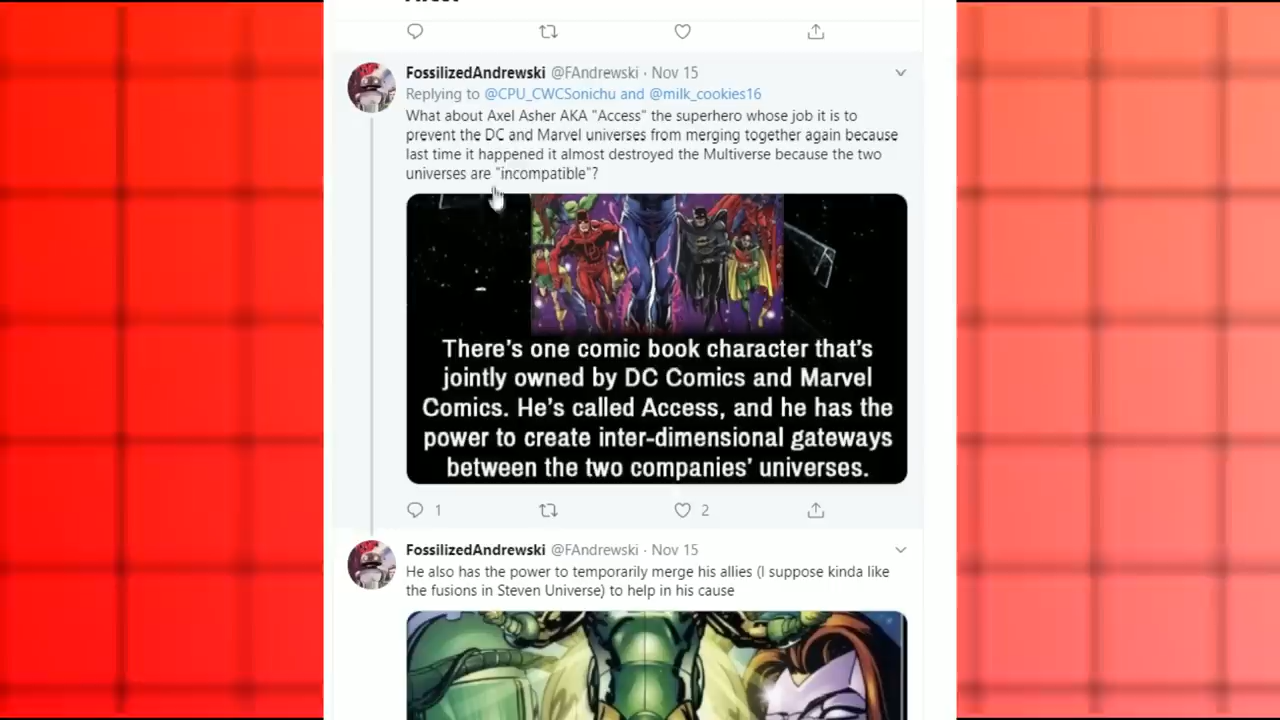 FossilizedAndrewski @FAndrewski · Nov 15
Replying to @CPU_CWCSonichu and @milk_cookies16
What about Axel Asher AKA "Access" the superhero whose job it is to
prevent the DC and Marvel universes from merging together again because
last time it happened it almost destroyed the Multiverse because the two
universes are "incompatible"?
There's one comic book character that's
jointly owned by DC Comics and Marvel
Comics. He's called Access, and he has the
power to create inter-dimensional gateways
between the two companies' universes.
1 2
FossilizedAndrewski @FAndrewski · Nov 15
He also has the power to temporarily merge his allies (I suppose kinda like
the fusions in Steven Universe) to help in his cause